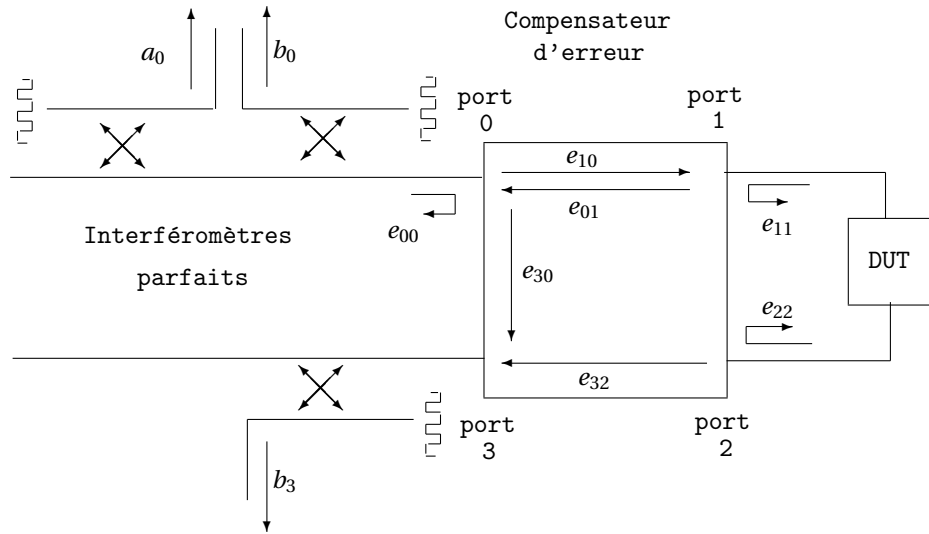 Compensateur
d'erreur
a₀
b₀
port
0
port
1
e₁₀
e₀₁
e₀₀
e₁₁
Interféromètres
parfaits
e₃₀
DUT
e₂₂
e₃₂
port
3
port
2
b₃